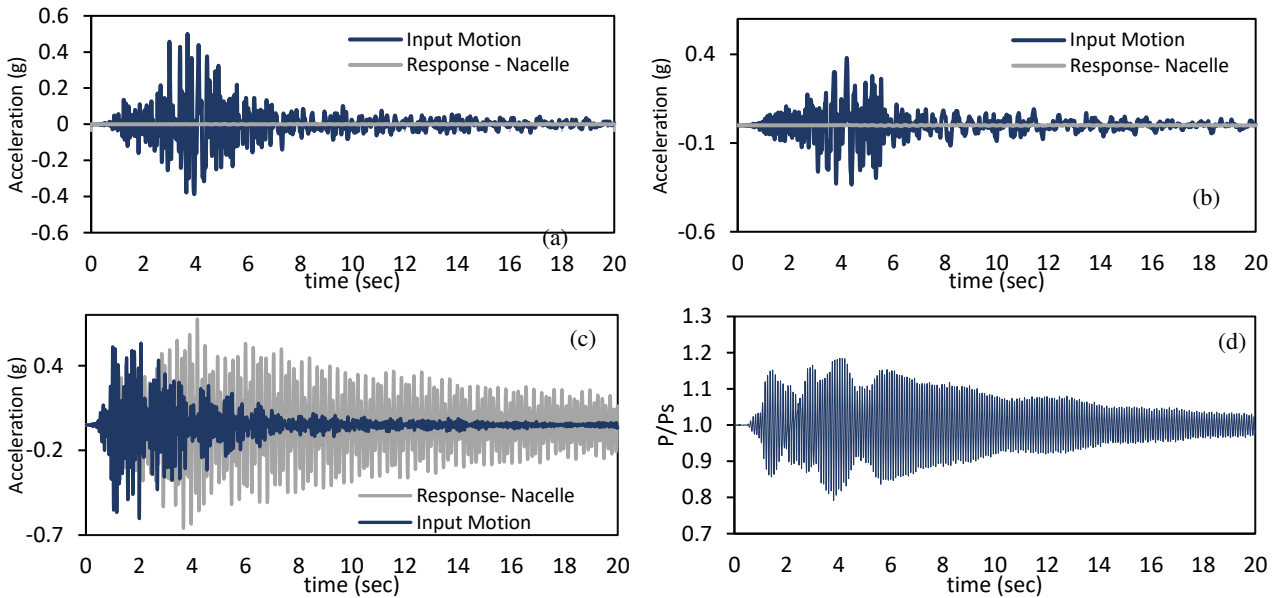 0.6
0.4
0.2
0
-0.2
-0.4
-0.6
Acceleration (g)
Input Motion
Response - Nacelle
(a)
0 2 4 6 8 10 12 14 16 18 20
time (sec)
0.4
-0.1
-0.6
Acceleration (g)
Input Motion
Response- Nacelle
(b)
0 2 4 6 8 10 12 14 16 18 20
time (sec)
0.4
-0.2
-0.7
Acceleration (g)
(c)
Response- Nacelle
Input Motion
0 2 4 6 8 10 12 14 16 18 20
time (sec)
1.3
1.2
1.1
1.0
0.9
0.8
0.7
P/Ps
(d)
0 2 4 6 8 10 12 14 16 18 20
time (sec)